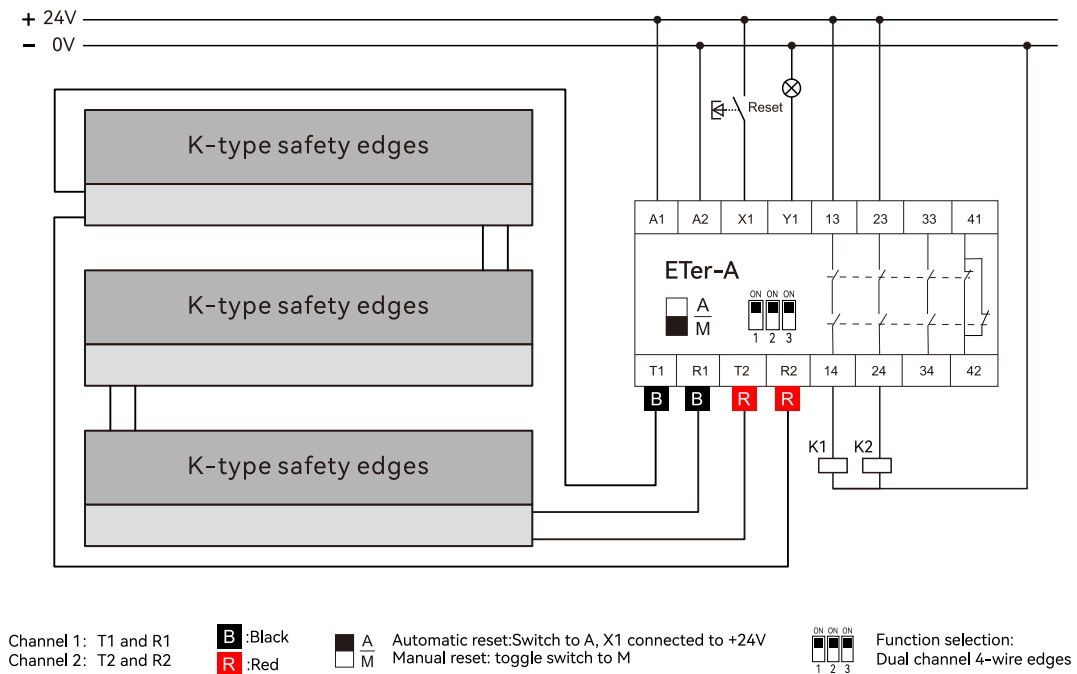 + 24V
− 0V
K-type safety edges
K-type safety edges
K-type safety edges
Reset
A1 A2 X1 Y1 13 23 33 41
ETer-A
A
M
ON ON ON
1 2 3
T1 R1 T2 R2 14 24 34 42
B B R R
K1 K2
Channel 1: T1 and R1
Channel 2: T2 and R2
B :Black
R :Red
A
M
Automatic reset:Switch to A, X1 connected to +24V
Manual reset: toggle switch to M
ON ON ON
1 2 3
Function selection:
Dual channel 4-wire edges